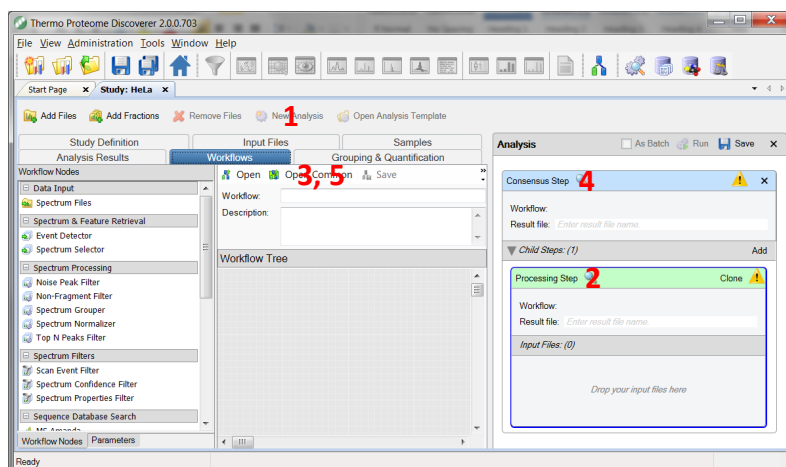 Thermo Proteome Discoverer 2.0.0.703
File View Administration Tools Window Help
Start Page x Study: HeLa x
Add Files Add Fractions Remove Files New Analysis Open Analysis Template
1
Study Definition Input Files Samples
Analysis Results Workflows Grouping & Quantification
Workflow Nodes
Data Input
Spectrum Files
Spectrum & Feature Retrieval
Event Detector
Spectrum Selector
Spectrum Processing
Noise Peak Filter
Non-Fragment Filter
Spectrum Grouper
Spectrum Normalizer
Top N Peaks Filter
Spectrum Filters
Scan Event Filter
Spectrum Confidence Filter
Spectrum Properties Filter
Sequence Database Search
MS Amanda
Workflow Nodes Parameters
Open Open Common Save
3, 5
Workflow:
Description:
Workflow Tree
Analysis As Batch Run Save x
Consensus Step 4
Workflow:
Result file: Enter result file name.
Child Steps: (1) Add
Processing Step 2 Clone
Workflow:
Result file: Enter result file name.
Input Files: (0)
Drop your input files here
Ready